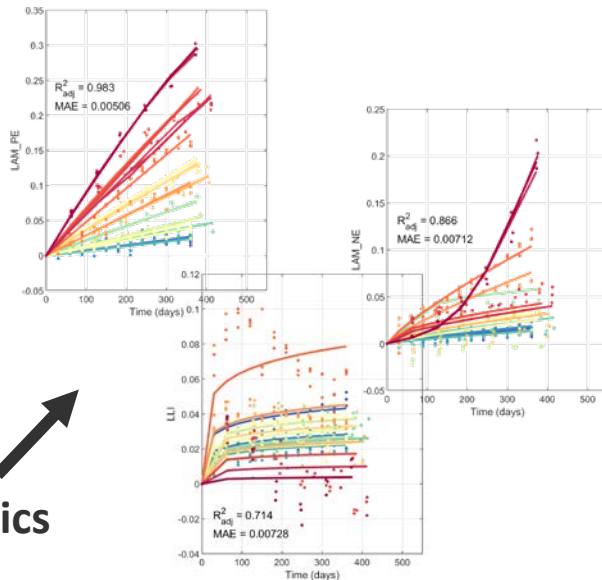 0.35
0.3
0.25
0.2
0.15
0.1
0.05
0
-0.05
LAM_PE
R²adj = 0.983
MAE = 0.00506
0 100 200 300 400 500
Time (days)
0.25
0.2
0.15
0.1
0.05
0
-0.05
LAM_NE
R²adj = 0.866
MAE = 0.00712
0 100 200 300 400 500
Time (days)
0.12
0.1
0.08
0.06
0.04
0.02
0
-0.02
-0.04
LLI
R²adj = 0.714
MAE = 0.00728
0 100 200 300 400 500
Time (days)
ics